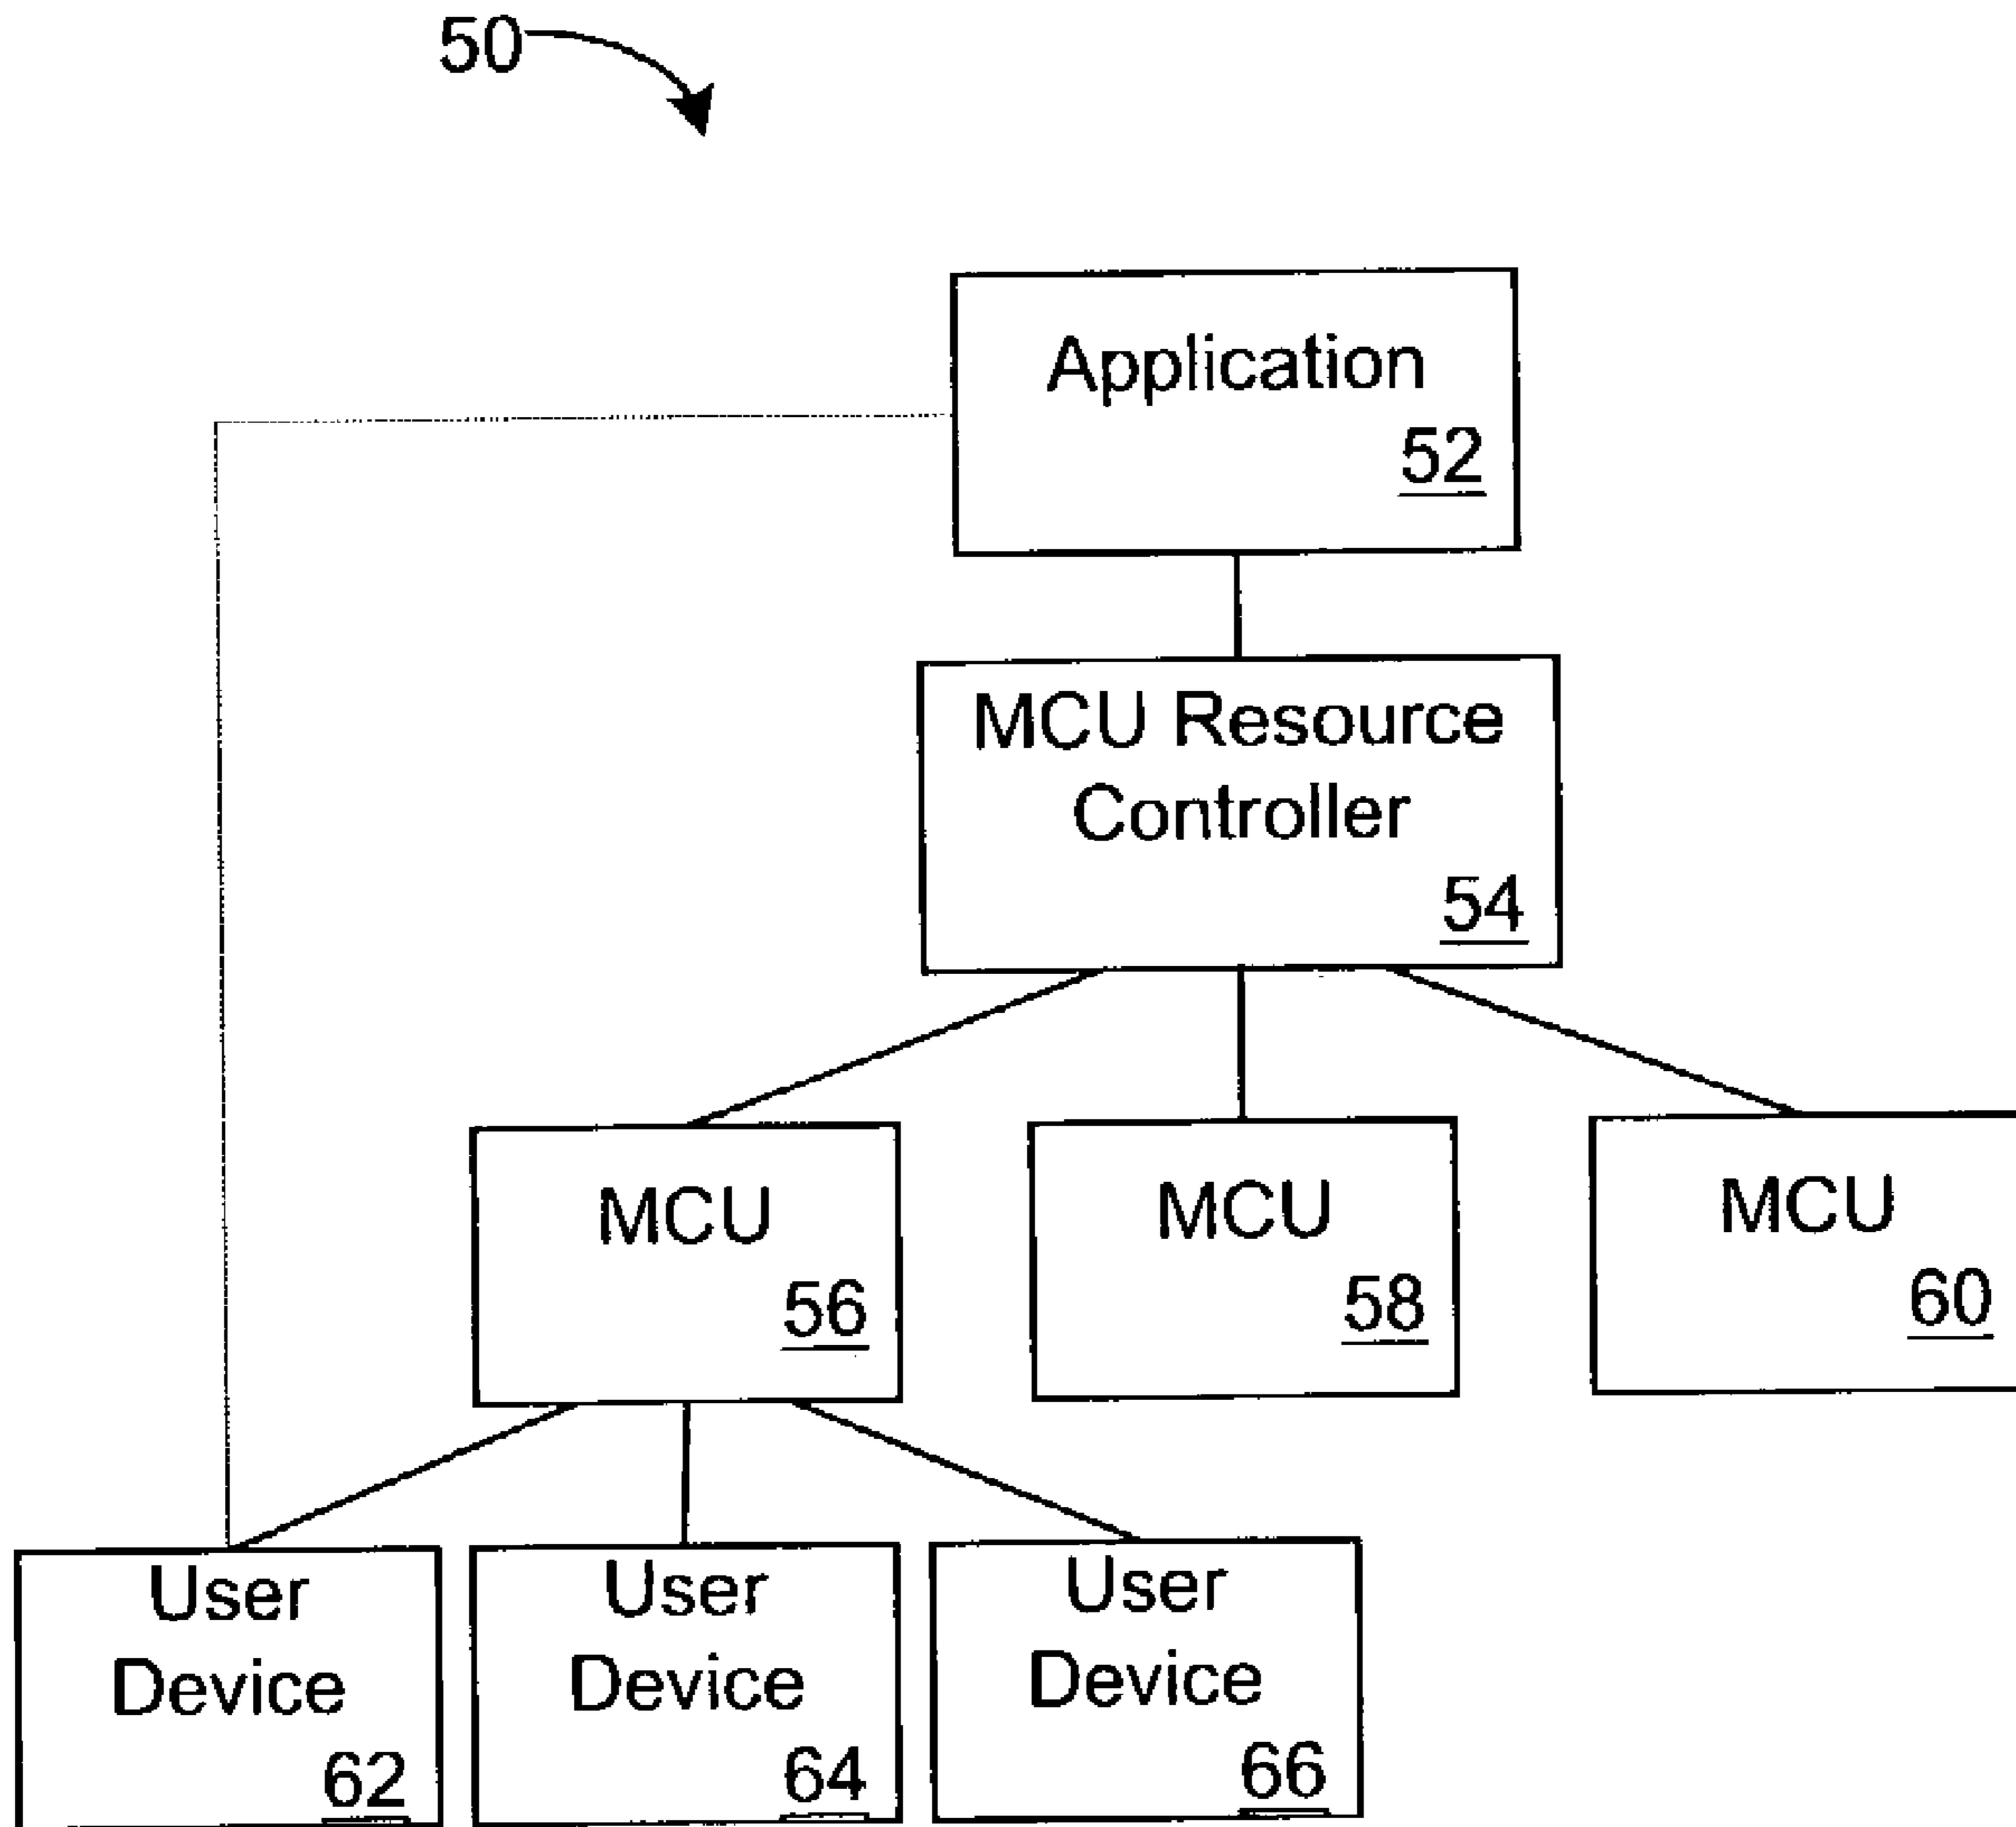 50
Application
52
MCU Resource
Controller
54
MCU
56
MCU
58
MCU
60
User
Device
62
User
Device
64
User
Device
66